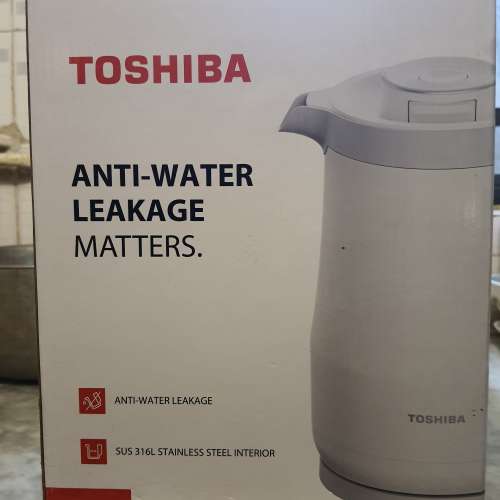 TOSHIBA
ANTI-WATER
LEAKAGE
MATTERS.
TOSHIBA
ANTI-WATER LEAKAGE
SUS 316L STAINLESS STEEL INTERIOR